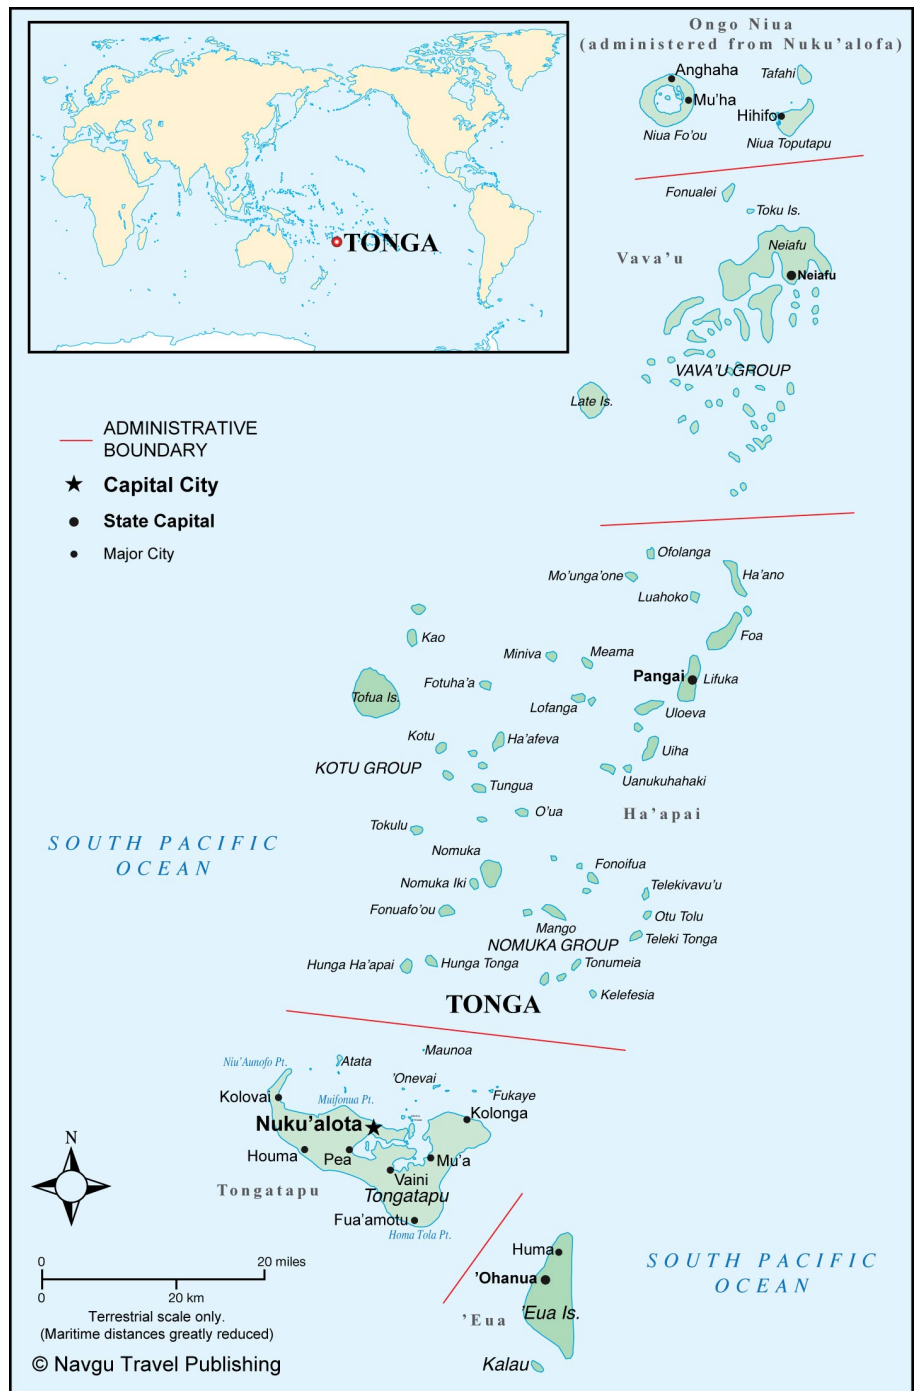 Ongo Niua
(administered from Nuku'alofa)
Anghaha
Tafahi
Mu'ha
Hihifo
Niua Fo'ou
Niua Toputapu
TONGA
Fonualei
Toku Is.
Neiafu
Vava'u
Neiafu
VAVA'U GROUP
Late Is.
ADMINISTRATIVE
BOUNDARY
Capital City
State Capital
Major City
Ofolanga
Mo'unga'one
Ha'ano
Luahoko
Kao
Foa
Miniva
Meama
Pangai
Lifuka
Fotuha'a
Tofua Is.
Lofanga
Uloeva
Kotu
Ha'afeva
Uiha
KOTU GROUP
Uanukuhahaki
Tungua
O'ua
Ha'apai
Tokulu
SOUTH PACIFIC
OCEAN
Nomuka
Fonoifua
Nomuka Iki
Telekivavu'u
Fonuafo'ou
Otu Tolu
Mango
Teleki Tonga
NOMUKA GROUP
Hunga Ha'apai
Hunga Tonga
Tonumeia
Kelefesia
TONGA
Maunoa
Niu'Aunofo Pt.
Atata
'Onevai
Fukaye
Kolovai
Muifonua Pt.
Kolonga
Nuku'alota
N
Houma
Pea
Mu'a
Vaini
Tongatapu
Tongatapu
Fua'amotu
Homa Tola Pt.
Huma
SOUTH PACIFIC
OCEAN
0
20 miles
'Ohanua
0
20 km
'Eua Is.
Terrestrial scale only.
(Maritime distances greatly reduced)
'Eua
© Navgu Travel Publishing
Kalau